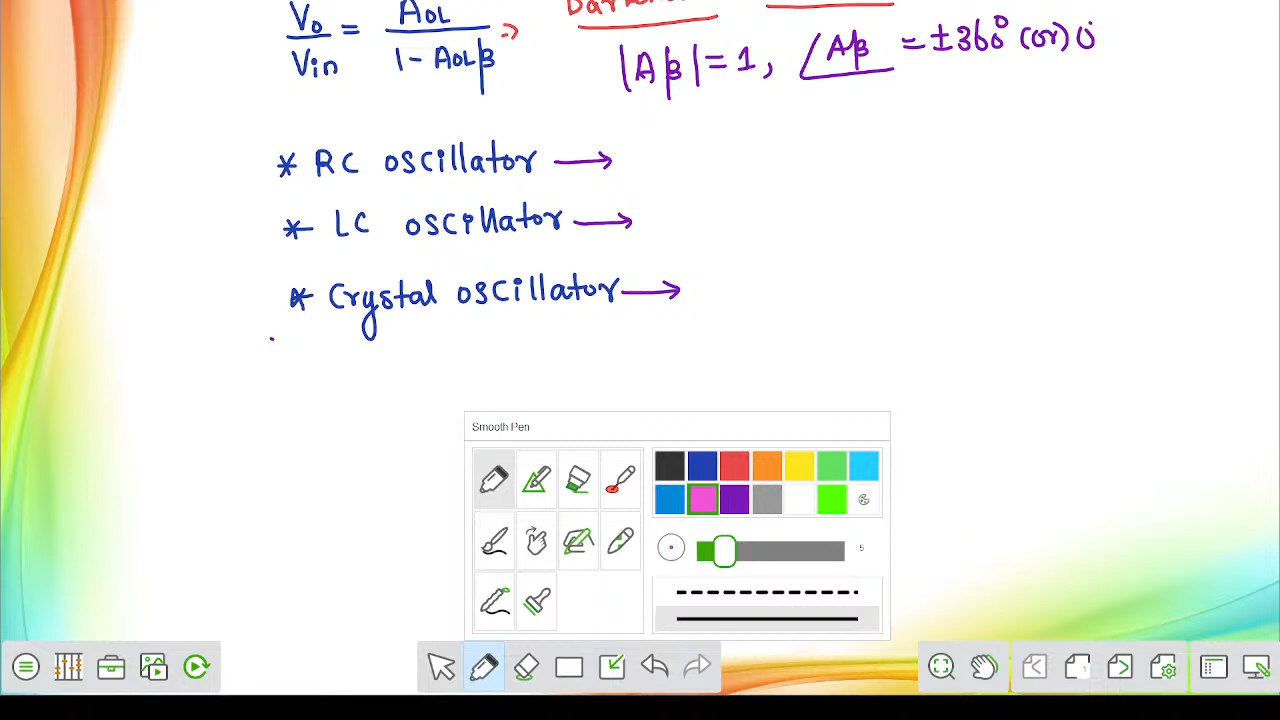 Vo/Vin = AOL/1-AOLβ →
|Aβ| = 1, ∠Aβ = ±360° (or) 0
* RC oscillator →
* LC oscillator →
* Crystal oscillator →
Smooth Pen
5